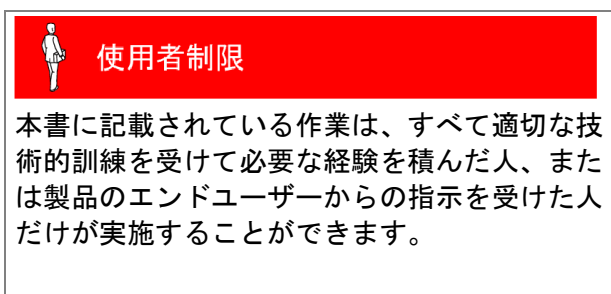 使用者制限
本書に記載されている作業は、すべて適切な技
術的訓練を受けて必要な経験を積んだ人、また
は製品のエンドユーザーからの指示を受けた人
だけが実施することができます。